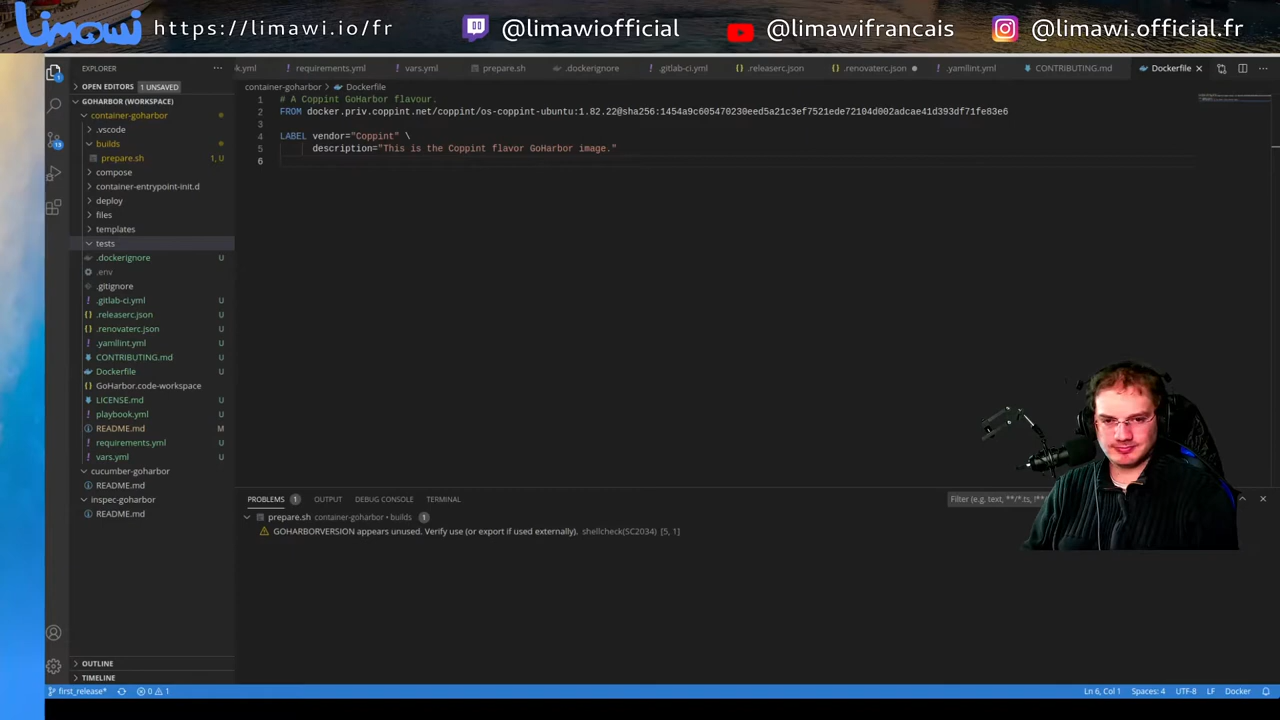 Limawi https://limawi.io/fr @limawiofficial @limawifrancais @limawi.official.fr
EXPLORER
OPEN EDITORS 1 UNSAVED
GOHARBOR (WORKSPACE)
container-goharbor
.vscode
builds
prepare.sh 1, U
compose
container-entrypoint-init.d
deploy
files
templates
tests
.dockerignore U
.env
.gitignore
.gitlab-ci.yml U
.releaserc.json U
.renovaterc.json U
.yamllint.yml U
CONTRIBUTING.md U
Dockerfile U
GoHarbor.code-workspace
LICENSE.md U
playbook.yml U
README.md M
requirements.yml U
vars.yml U
cucumber-goharbor
README.md
inspec-goharbor
README.md
OUTLINE
TIMELINE
k.yml requirements.yml vars.yml prepare.sh .dockerignore .gitlab-ci.yml .releaserc.json .renovaterc.json .yamllint.yml CONTRIBUTING.md Dockerfile
container-goharbor > Dockerfile
1 # A Coppint GoHarbor flavour.
2 FROM docker.priv.coppint.net/coppint/os-coppint-ubuntu:1.82.22@sha256:1454a9c605470230eed5a21c3ef7521ede72104d002adcae41d393df71fe83e6
3
4 LABEL vendor="Coppint" \
5 description="This is the Coppint flavor GoHarbor image."
6
PROBLEMS 1 OUTPUT DEBUG CONSOLE TERMINAL Filter (e.g. text, **/*.ts, !**/
prepare.sh container-goharbor • builds 1
GOHARBORVERSION appears unused. Verify use (or export if used externally). shellcheck(SC2034) [5, 1]
first_release* 0 1 Ln 6, Col 1 Spaces: 4 UTF-8 LF Docker